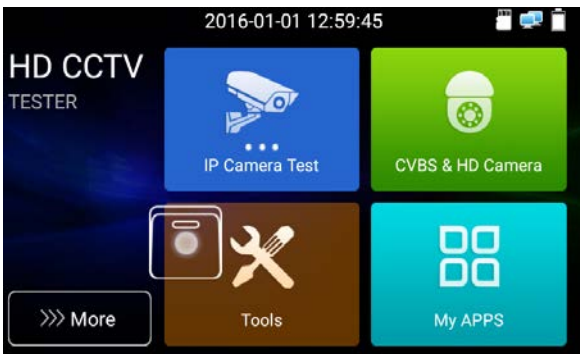 2016-01-01 12:59:45
HD CCTV
TESTER
IP Camera Test
CVBS & HD Camera
>>> More
Tools
My APPS